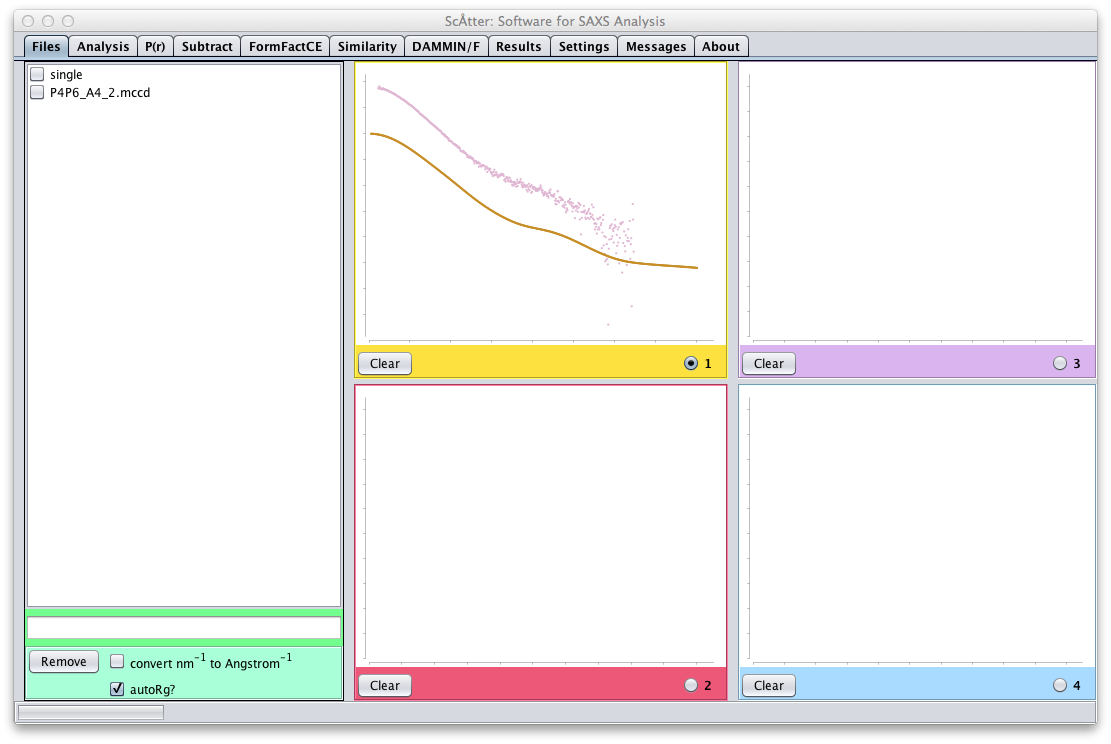 ScÅtter: Software for SAXS Analysis
Files Analysis P(r) Subtract FormFactCE Similarity DAMMIN/F Results Settings Messages About
single
P4P6_A4_2.mccd
Clear 1
Clear 3
Remove
convert nm⁻¹ to Angstrom⁻¹
autoRg?
Clear 2
Clear 4